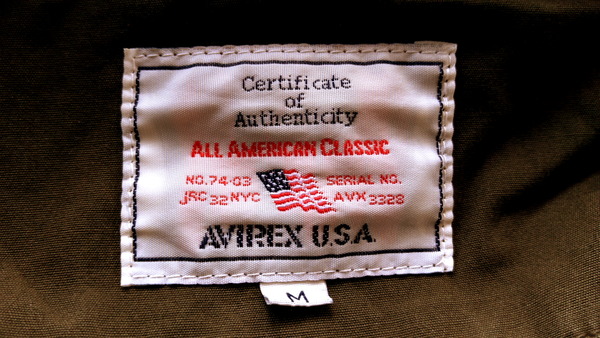 Certificate
of
Authenticity
ALL AMERICAN CLASSIC
NO.74-03 SERIAL NO.
JRC 32 NYC AVX 3328
AVIREX U.S.A.
M